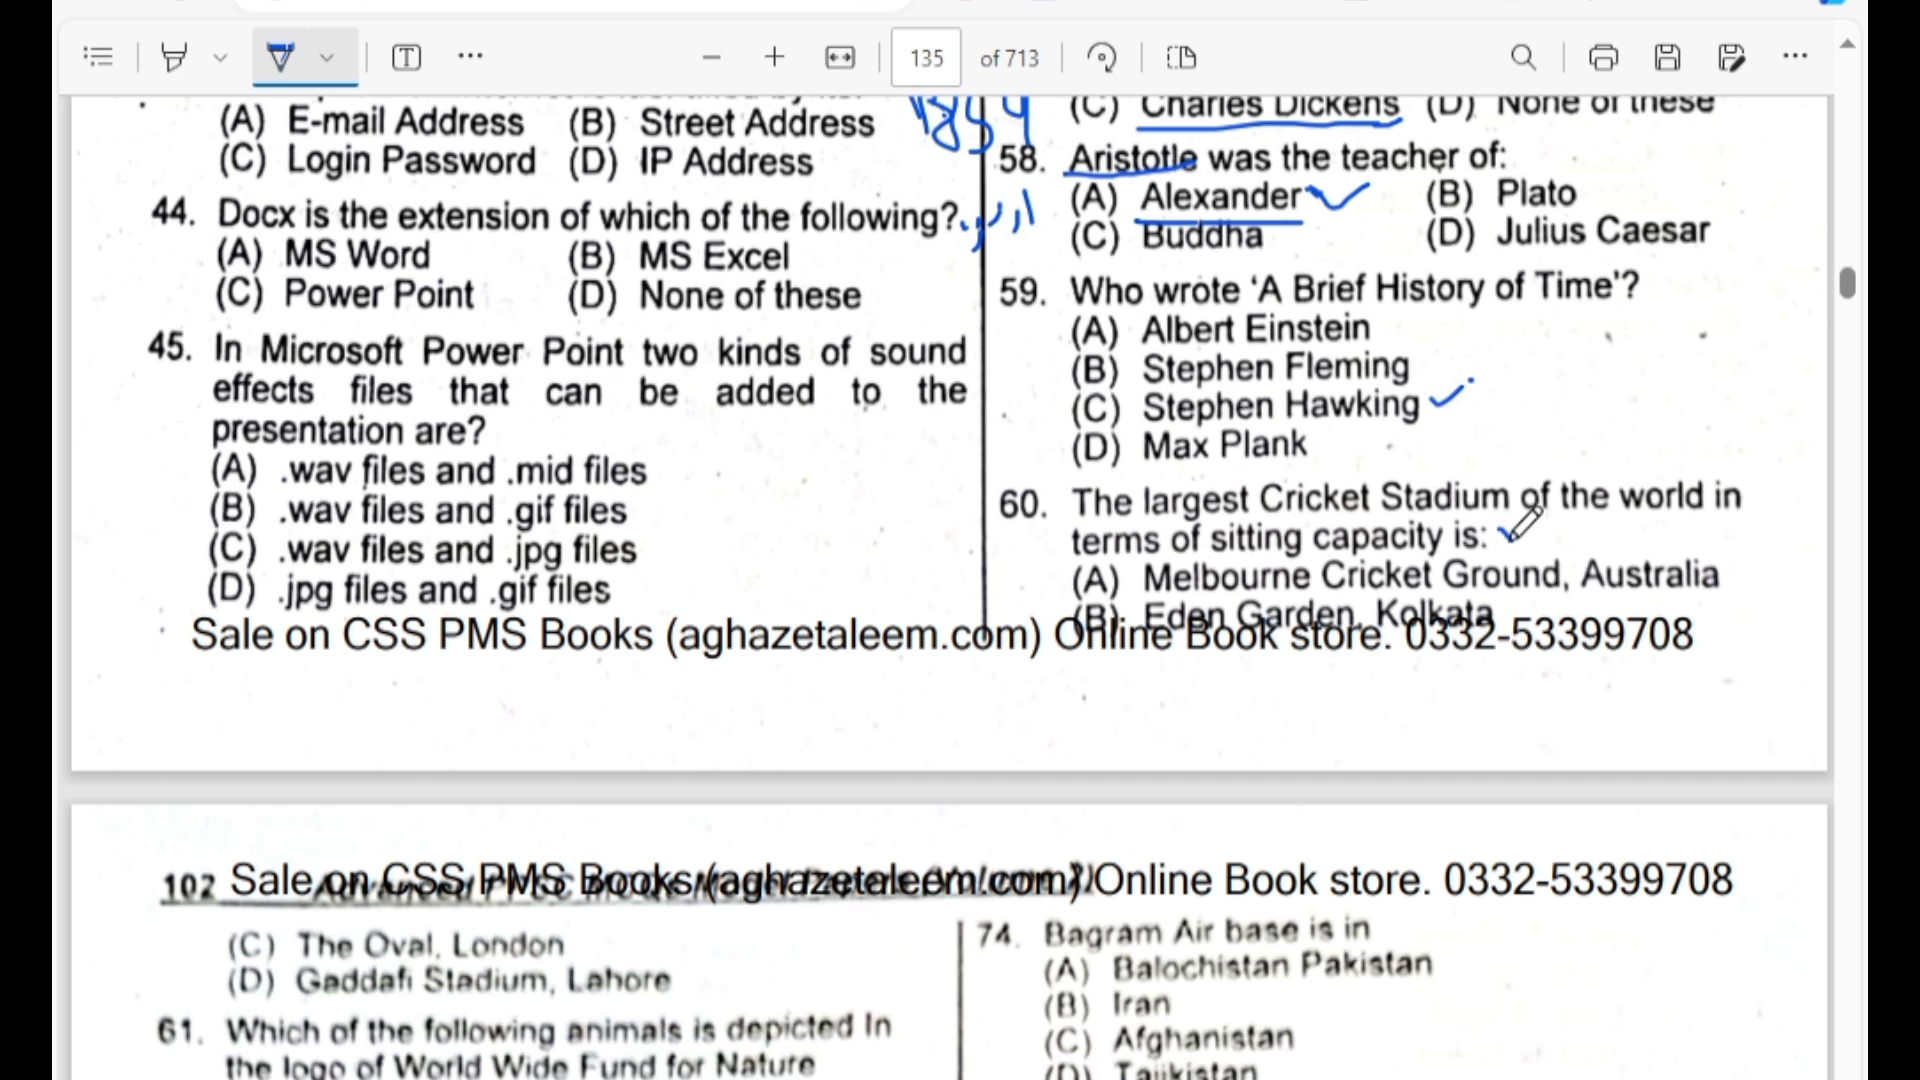 135 of 713
(A) E-mail Address (B) Street Address
(C) Login Password (D) IP Address
44. Docx is the extension of which of the following?
(A) MS Word (B) MS Excel
(C) Power Point (D) None of these
45. In Microsoft Power Point two kinds of sound
effects files that can be added to the
presentation are?
(A) .wav files and .mid files
(B) .wav files and .gif files
(C) .wav files and .jpg files
(D) .jpg files and .gif files
(C) Charles Dickens (D) None of these
58. Aristotle was the teacher of:
(A) Alexander (B) Plato
(C) Buddha (D) Julius Caesar
59. Who wrote ‘A Brief History of Time’?
(A) Albert Einstein
(B) Stephen Fleming
(C) Stephen Hawking
(D) Max Plank
60. The largest Cricket Stadium of the world in
terms of sitting capacity is:
(A) Melbourne Cricket Ground, Australia
(B) Eden Garden, Kolkata
Sale on CSS PMS Books (aghazetaleem.com) Online Book store. 0332-53399708
102 Sale on CSS PMS Books (aghazetaleem.com) Online Book store. 0332-53399708
(C) The Oval, London
(D) Gaddafi Stadium, Lahore
61. Which of the following animals is depicted In
the logo of World Wide Fund for Nature
74. Bagram Air base is in
(A) Balochistan Pakistan
(B) Iran
(C) Afghanistan
(D) Tajikistan